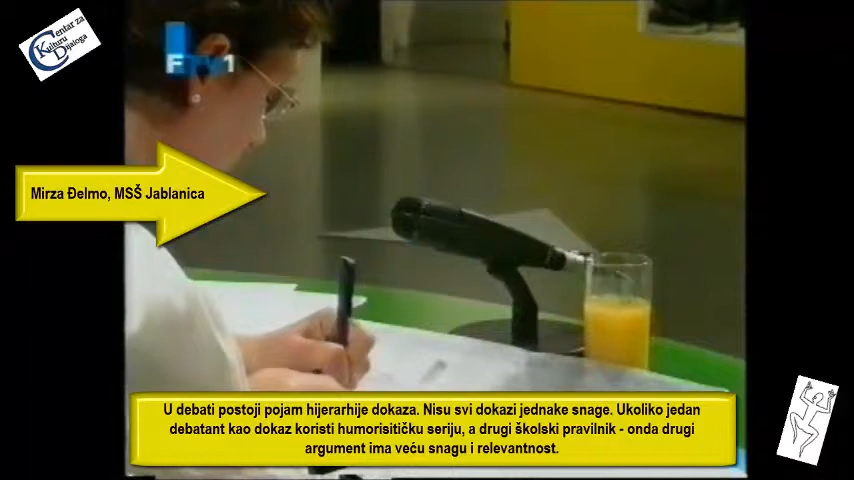 Centar za
Kulturu
Dijaloga
FTV1
Mirza Đelmo, MSŠ Jablanica
U debati postoji pojam hijerarhije dokaza. Nisu svi dokazi jednake snage. Ukoliko jedan
debatant kao dokaz koristi humorisitičku seriju, a drugi školski pravilnik - onda drugi
argument ima veću snagu i relevantnost.